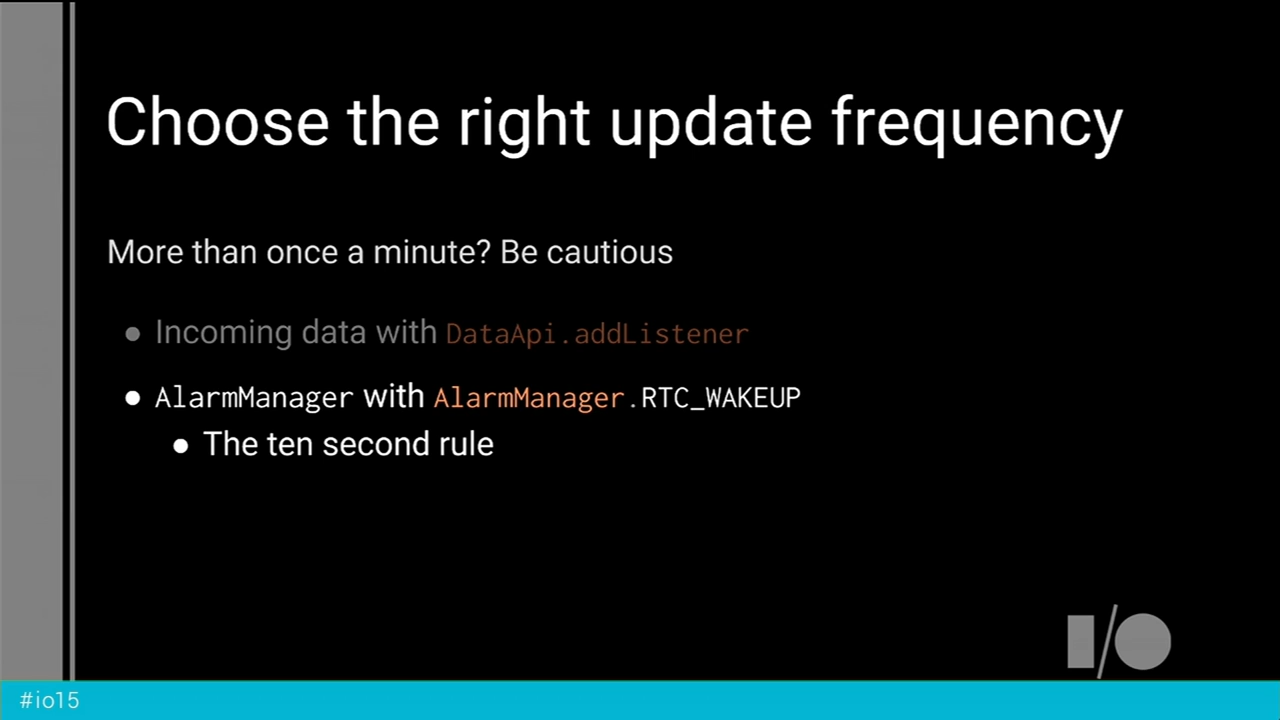 Choose the right update frequency
More than once a minute? Be cautious
● Incoming data with DataApi.addListener
● AlarmManager with AlarmManager.RTC_WAKEUP
● The ten second rule
I/O
#io15